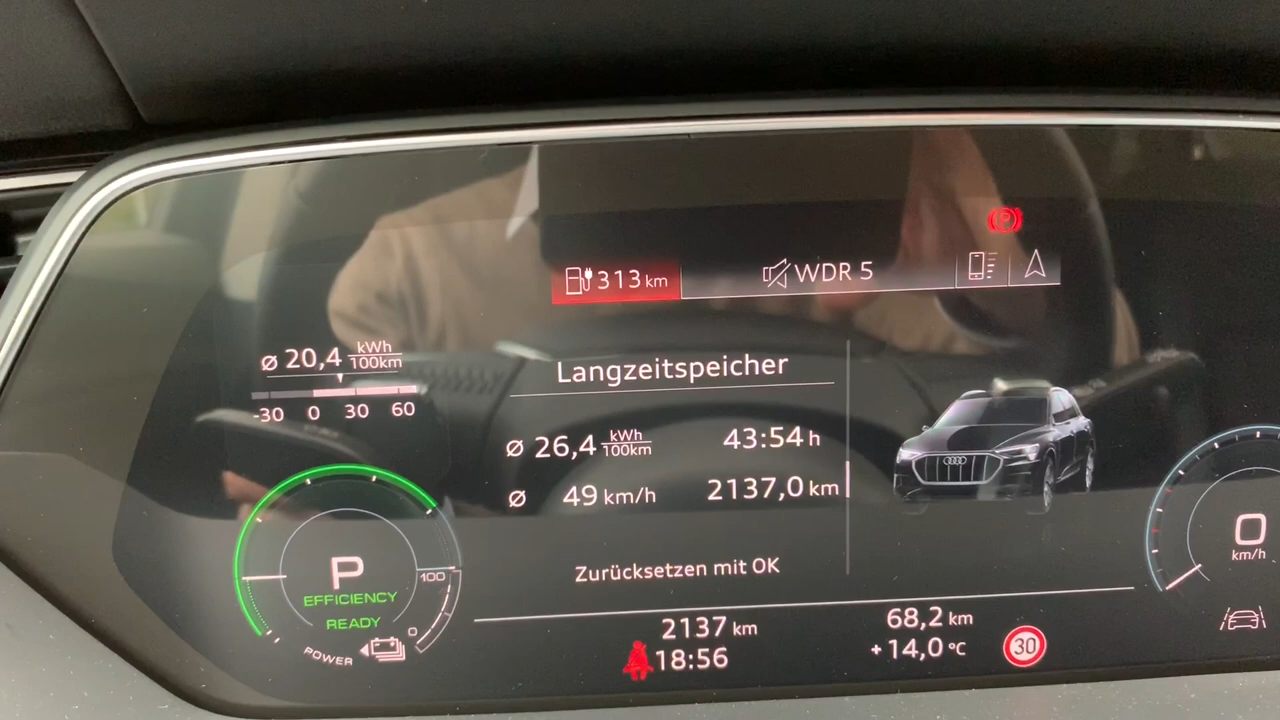 313 km
WDR 5
ø 20,4 kWh/100km
-30 0 30 60
Langzeitspeicher
ø 26,4 kWh/100km 43:54 h
ø 49 km/h 2137,0 km
Zurücksetzen mit OK
P
EFFICIENCY
READY
POWER
100
0
0
km/h
2137 km
18:56
68,2 km
+14,0 °C
30